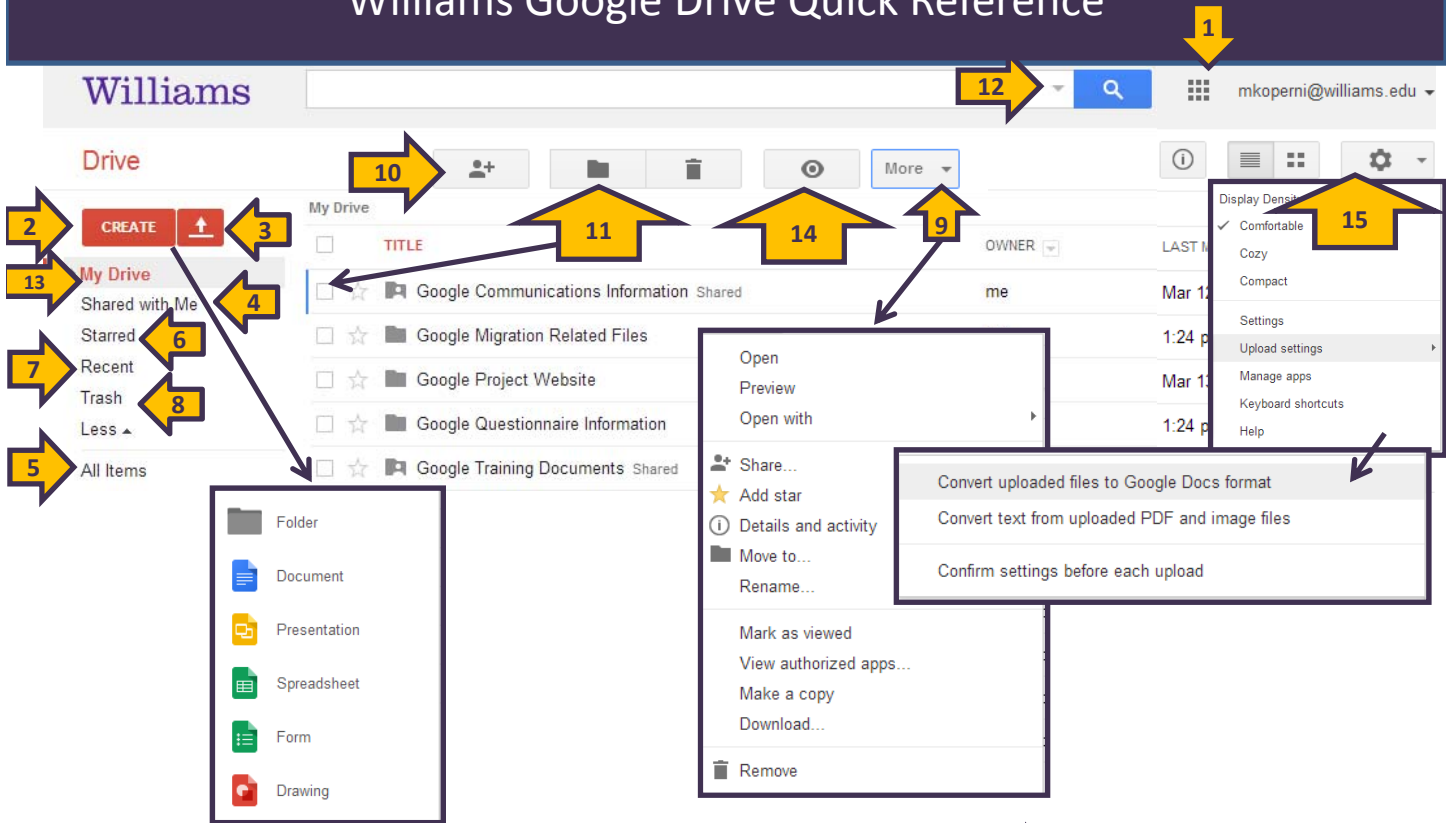 Williams Google Drive Quick Reference
1
Williams
12
mkoperni@williams.edu
Drive
10
More
2
CREATE
3
My Drive
11
14
9
15
Display
Comfortable
Cozy
Compact
TITLE
OWNER
LAST
13
My Drive
Shared with Me
4
Google Communications Information Shared
me
Mar
Starred
6
Google Migration Related Files
1:24
Settings
7
Recent
Google Project Website
Mar
Upload settings
Trash
8
Manage apps
Less
Google Questionnaire Information
1:24
Keyboard shortcuts
Help
5
All Items
Google Training Documents Shared
Open
Preview
Open with
Share...
Add star
Details and activity
Move to...
Rename...
Mark as viewed
View authorized apps...
Make a copy
Download...
Remove
Convert uploaded files to Google Docs format
Convert text from uploaded PDF and image files
Confirm settings before each upload
Folder
Document
Presentation
Spreadsheet
Form
Drawing